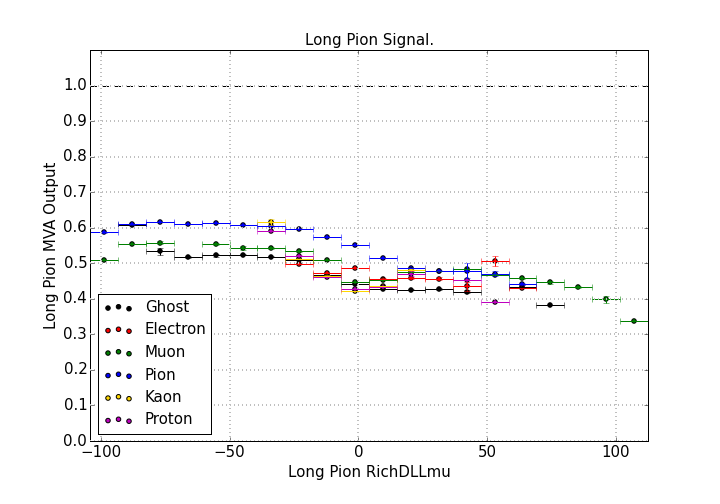 Long Pion Signal.
Long Pion MVA Output
1.0
0.9
0.8
0.7
0.6
0.5
0.4
0.3
0.2
0.1
0.0
Ghost
Electron
Muon
Pion
Kaon
Proton
−100
−50
0
50
100
Long Pion RichDLLmu